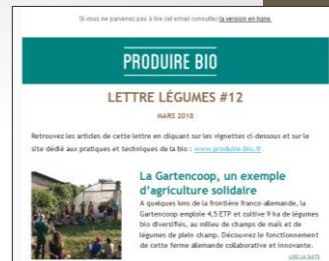 Si vous ne parvenez pas à lire cet email consultez la version en ligne.
PRODUIRE BIO
LETTRE LÉGUMES #12
MARS 2018
Retrouvez les articles de cette lettre en cliquant sur les vignettes ci-dessous et sur le
site dédié aux pratiques et techniques de la bio : www.produire-bio.fr
La Gartencoop, un exemple
d'agriculture solidaire
A quelques kms de la frontière franco-allemande, la
Gartencoop emploie 4,5 ETP et cultive 9 ha de légumes
bio diversifiés, au milieu de champs de maïs et de
légumes de plein champ. Découvrez le fonctionnement
de cette ferme allemande collaborative et innovante.
LIRE LA SUITE